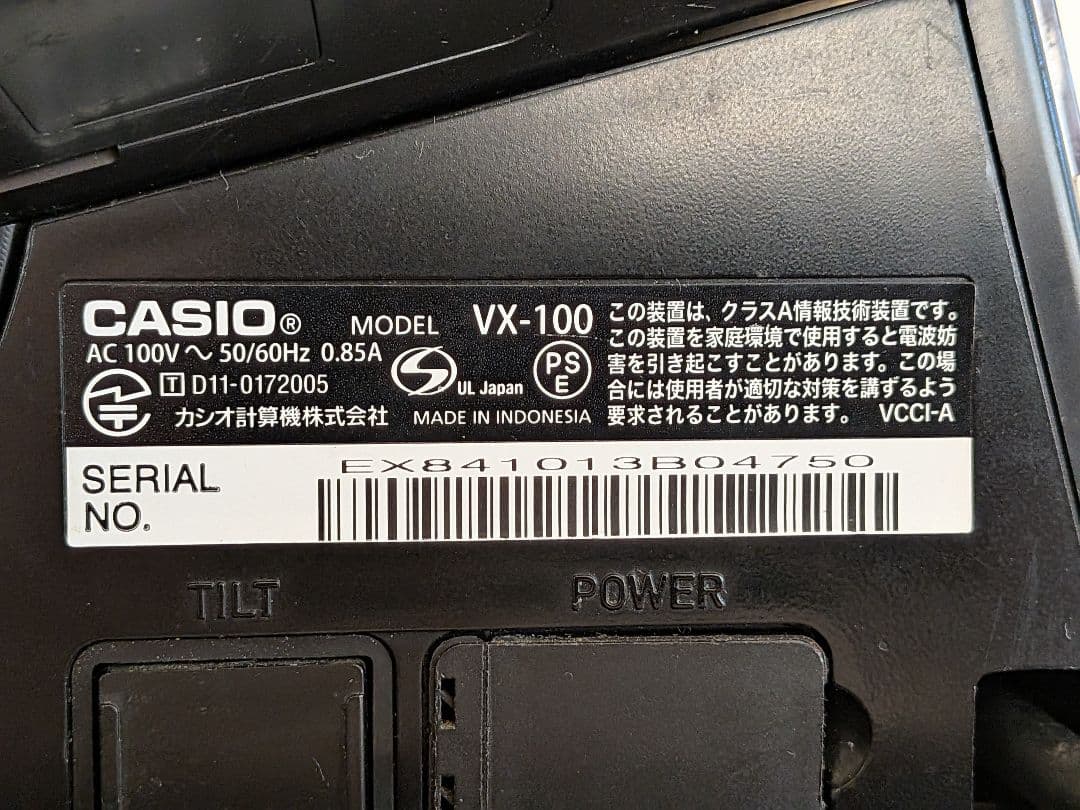 CASIO® MODEL VX-100
AC 100V～ 50/60Hz 0.85A
T D11-0172005
UL Japan
PS
E
カシオ計算機株式会社 MADE IN INDONESIA
この装置は、クラスA情報技術装置です。
この装置を家庭環境で使用すると電波妨
害を引き起こすことがあります。この場
合には使用者が適切な対策を講ずるよう
要求されることがあります。 VCCI-A
SERIAL
NO.
EX841013B04750
TILT
POWER